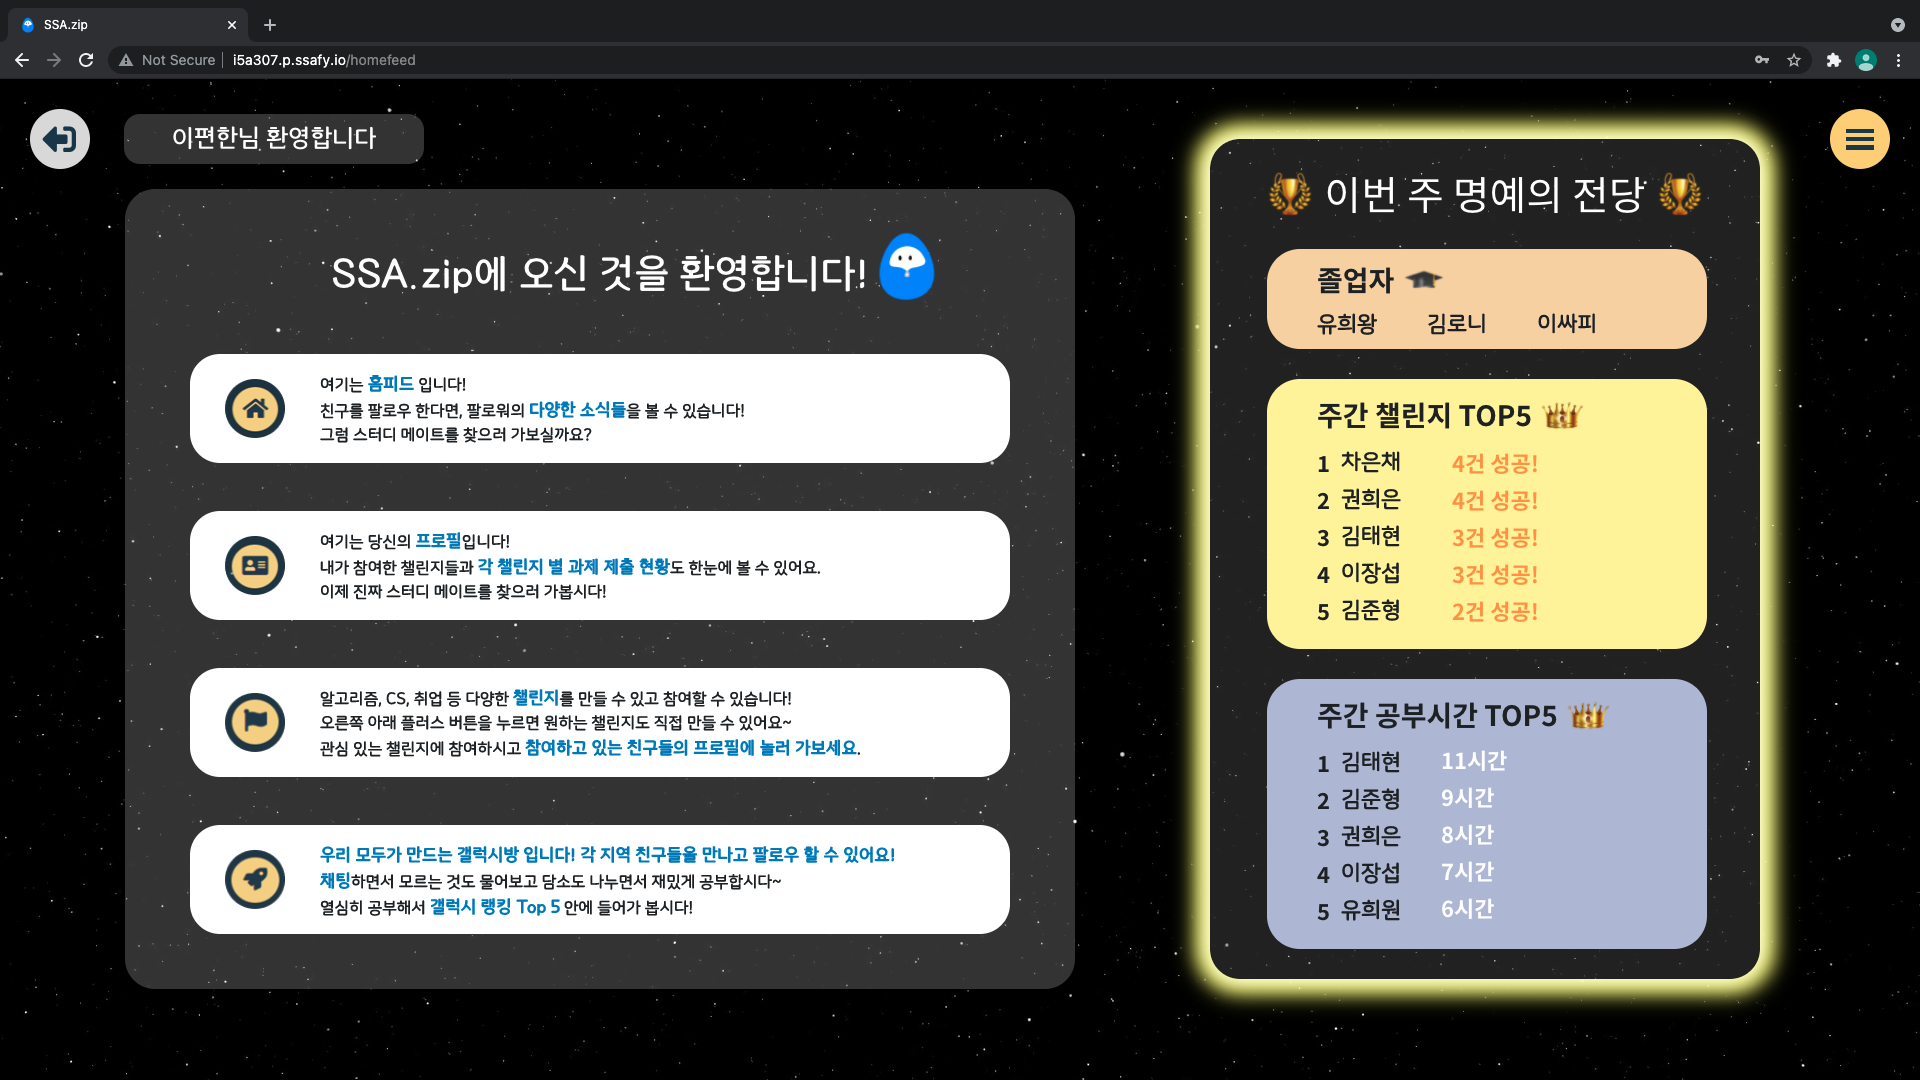 SSA.zip
Not Secure
i5a307.p.ssafy.io/homefeed
이편한님 환영합니다
SSA.zip에 오신 것을 환영합니다!
여기는 홈피드 입니다!
친구를 팔로우 한다면, 팔로워의 다양한 소식들을 볼 수 있습니다!
그럼 스터디 메이트를 찾으러 가보실까요?
여기는 당신의 프로필입니다!
내가 참여한 챌린지들과 각 챌린지 별 과제 제출 현황도 한눈에 볼 수 있어요.
이제 진짜 스터디 메이트를 찾으러 가봅시다!
알고리즘, CS, 취업 등 다양한 챌린지를 만들 수 있고 참여할 수 있습니다!
오른쪽 아래 플러스 버튼을 누르면 원하는 챌린지도 직접 만들 수 있어요~
관심 있는 챌린지에 참여하시고 참여하고 있는 친구들의 프로필에 놀러 가보세요.
우리 모두가 만드는 갤럭시방 입니다! 각 지역 친구들을 만나고 팔로우 할 수 있어요!
채팅하면서 모르는 것도 물어보고 담소도 나누면서 재밌게 공부합시다~
열심히 공부해서 갤럭시 랭킹 Top 5 안에 들어가 봅시다!
이번 주 명예의 전당
졸업자
유희왕 김로니 이싸피
주간 챌린지 TOP5
1 차은채 4건 성공!
2 권희은 4건 성공!
3 김태현 3건 성공!
4 이장섭 3건 성공!
5 김준형 2건 성공!
주간 공부시간 TOP5
1 김태현 11시간
2 김준형 9시간
3 권희은 8시간
4 이장섭 7시간
5 유희원 6시간